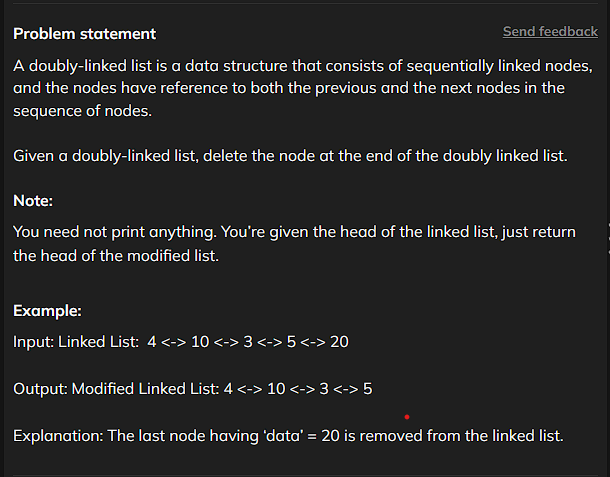 Problem statement
Send feedback
A doubly-linked list is a data structure that consists of sequentially linked nodes,
and the nodes have reference to both the previous and the next nodes in the
sequence of nodes.
Given a doubly-linked list, delete the node at the end of the doubly linked list.
Note:
You need not print anything. You're given the head of the linked list, just return
the head of the modified list.
Example:
Input: Linked List:  4 <-> 10 <-> 3 <-> 5 <-> 20
Output: Modified Linked List: 4 <-> 10 <-> 3 <-> 5
Explanation: The last node having ‘data’ = 20 is removed from the linked list.